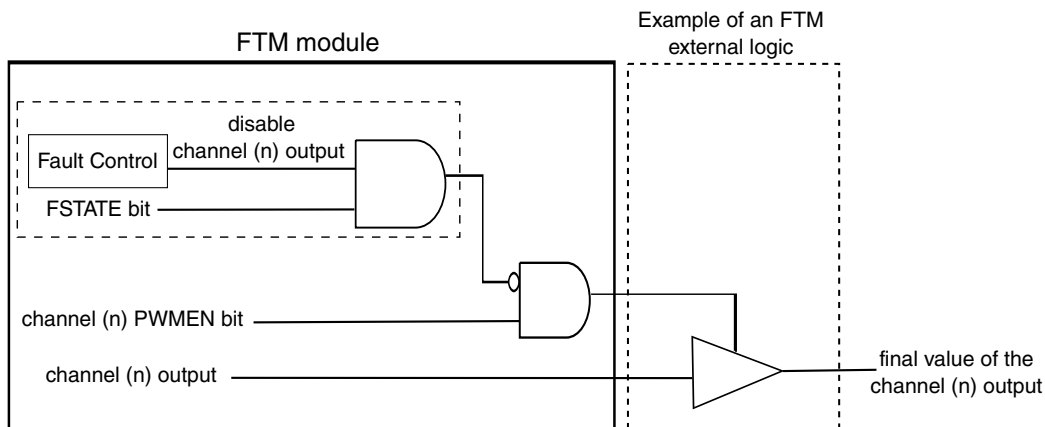 Example of an FTM
external logic
FTM module
disable
channel (n) output
Fault Control
FSTATE bit
channel (n) PWMEN bit
channel (n) output
final value of the
channel (n) output